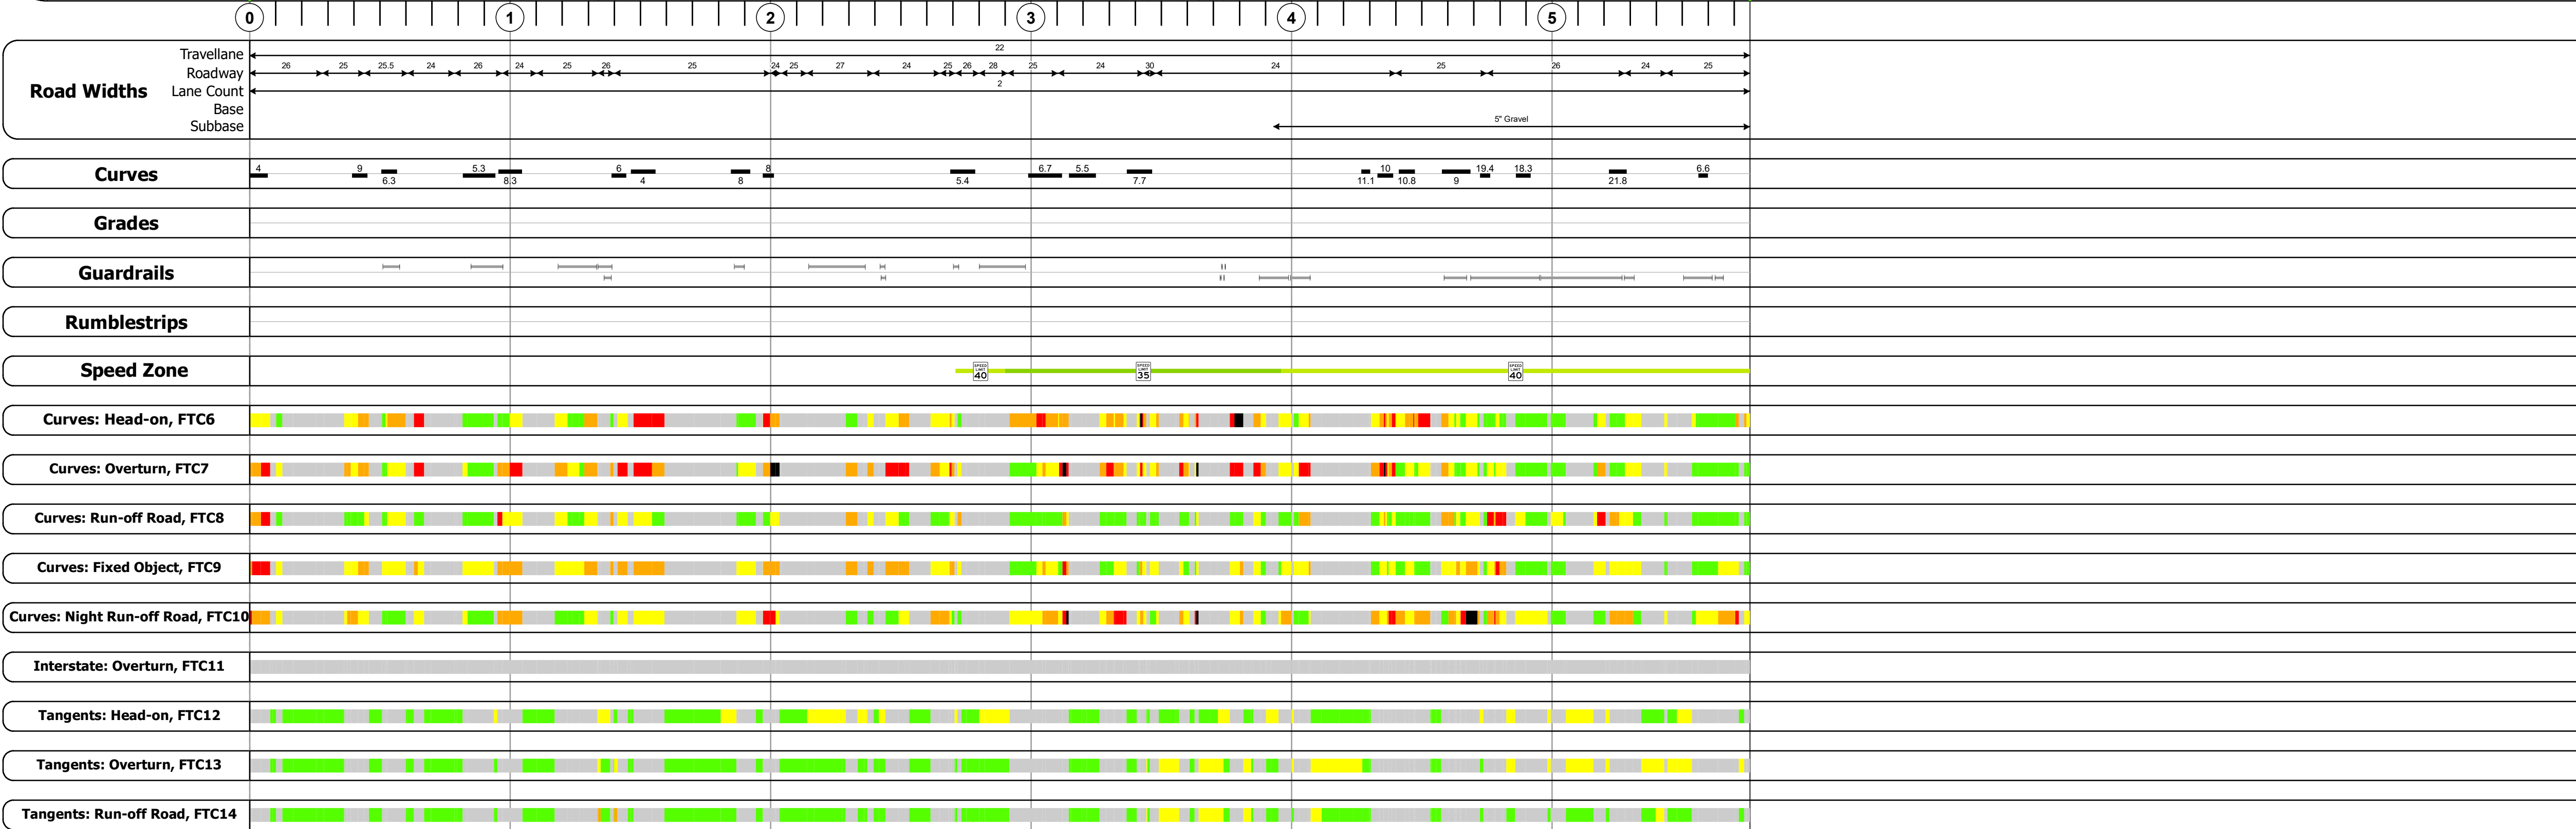 0 1 2 3 4 5
Travellane 22
Roadway 26 25 25.5 24 26 24 25 26 25 24 25 27 24 25 26 28 25 24 30 24 25 26 24 25
Road Widths
Lane Count 2
Base
Subbase 5" Gravel
Curves
4 9 5.3 6 8 6.7 5.5 10 19.4 18.3 6.6
6.3 8.3 4 8 5.4 7.7 11.1 10.8 9 21.8
Grades
Guardrails
Rumblestrips
Speed Zone
SPEED LIMIT 40
SPEED LIMIT 35
SPEED LIMIT 40
Curves: Head-on, FTC6
Curves: Overturn, FTC7
Curves: Run-off Road, FTC8
Curves: Fixed Object, FTC9
Curves: Night Run-off Road, FTC10
Interstate: Overturn, FTC11
Tangents: Head-on, FTC12
Tangents: Overturn, FTC13
Tangents: Run-off Road, FTC14